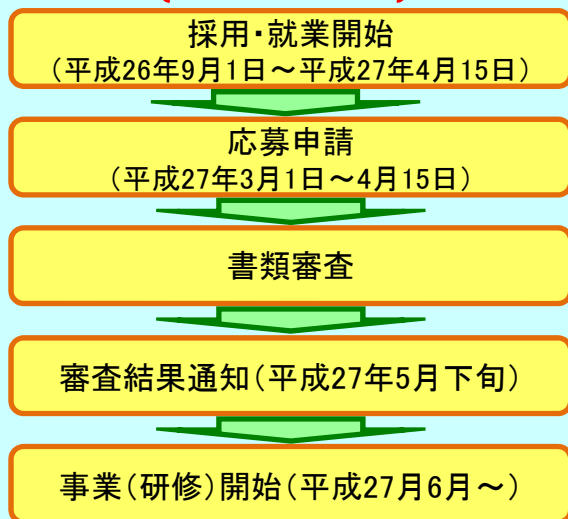 採用・就業開始
（平成26年9月1日～平成27年4月15日）
応募申請
（平成27年3月1日～4月15日）
書類審査
審査結果通知（平成27年5月下旬）
事業（研修）開始（平成27月6月～）